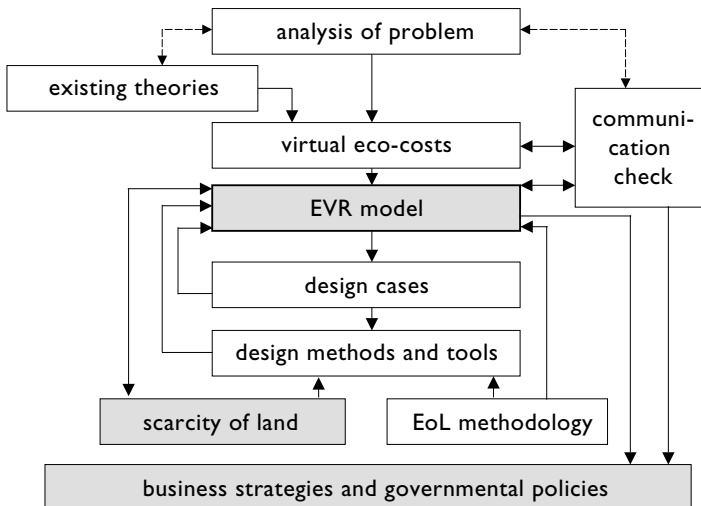 analysis of problem
existing theories
virtual eco-costs
communi-
cation
check
EVR model
design cases
design methods and tools
scarcity of land
EoL methodology
business strategies and governmental policies